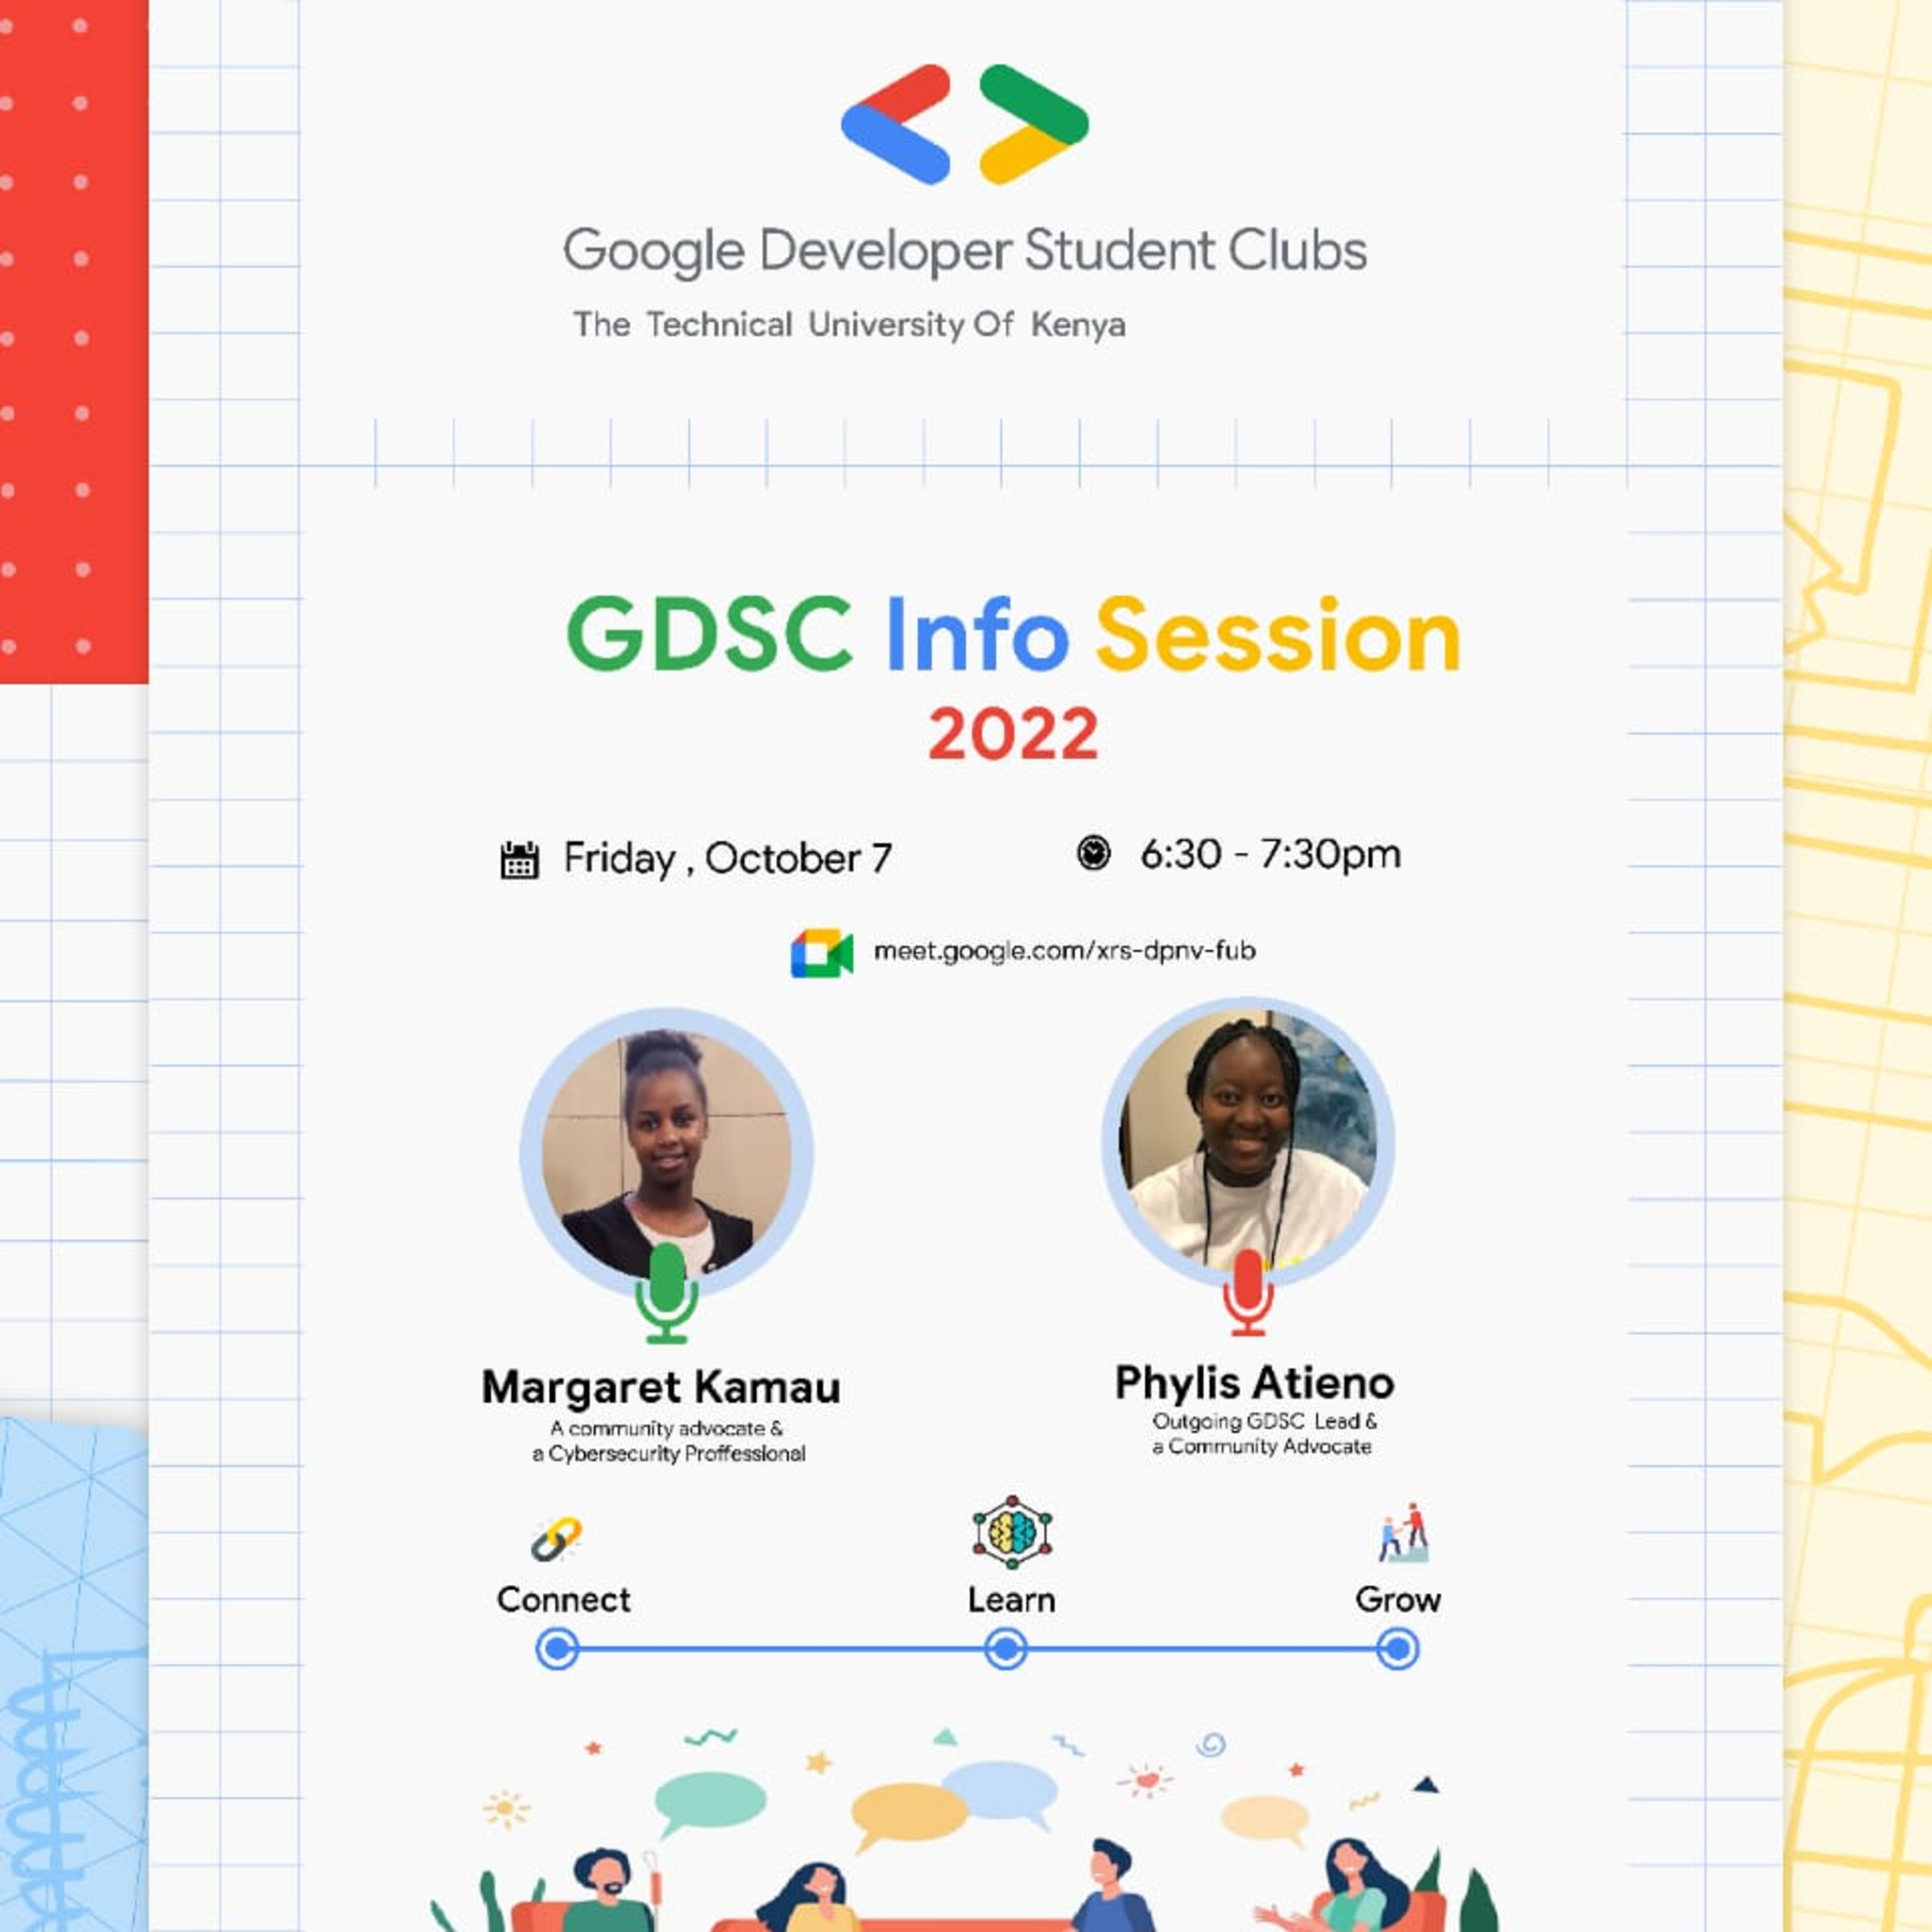 Google Developer Student Clubs
The Technical University Of Kenya
GDSC Info Session
2022
Friday , October 7
6:30 - 7:30pm
meet.google.com/xrs-dpnv-fub
Margaret Kamau
A community advocate &
a Cybersecurity Proffessional
Phylis Atieno
Outgoing GDSC Lead &
a Community Advocate
Connect
Learn
Grow